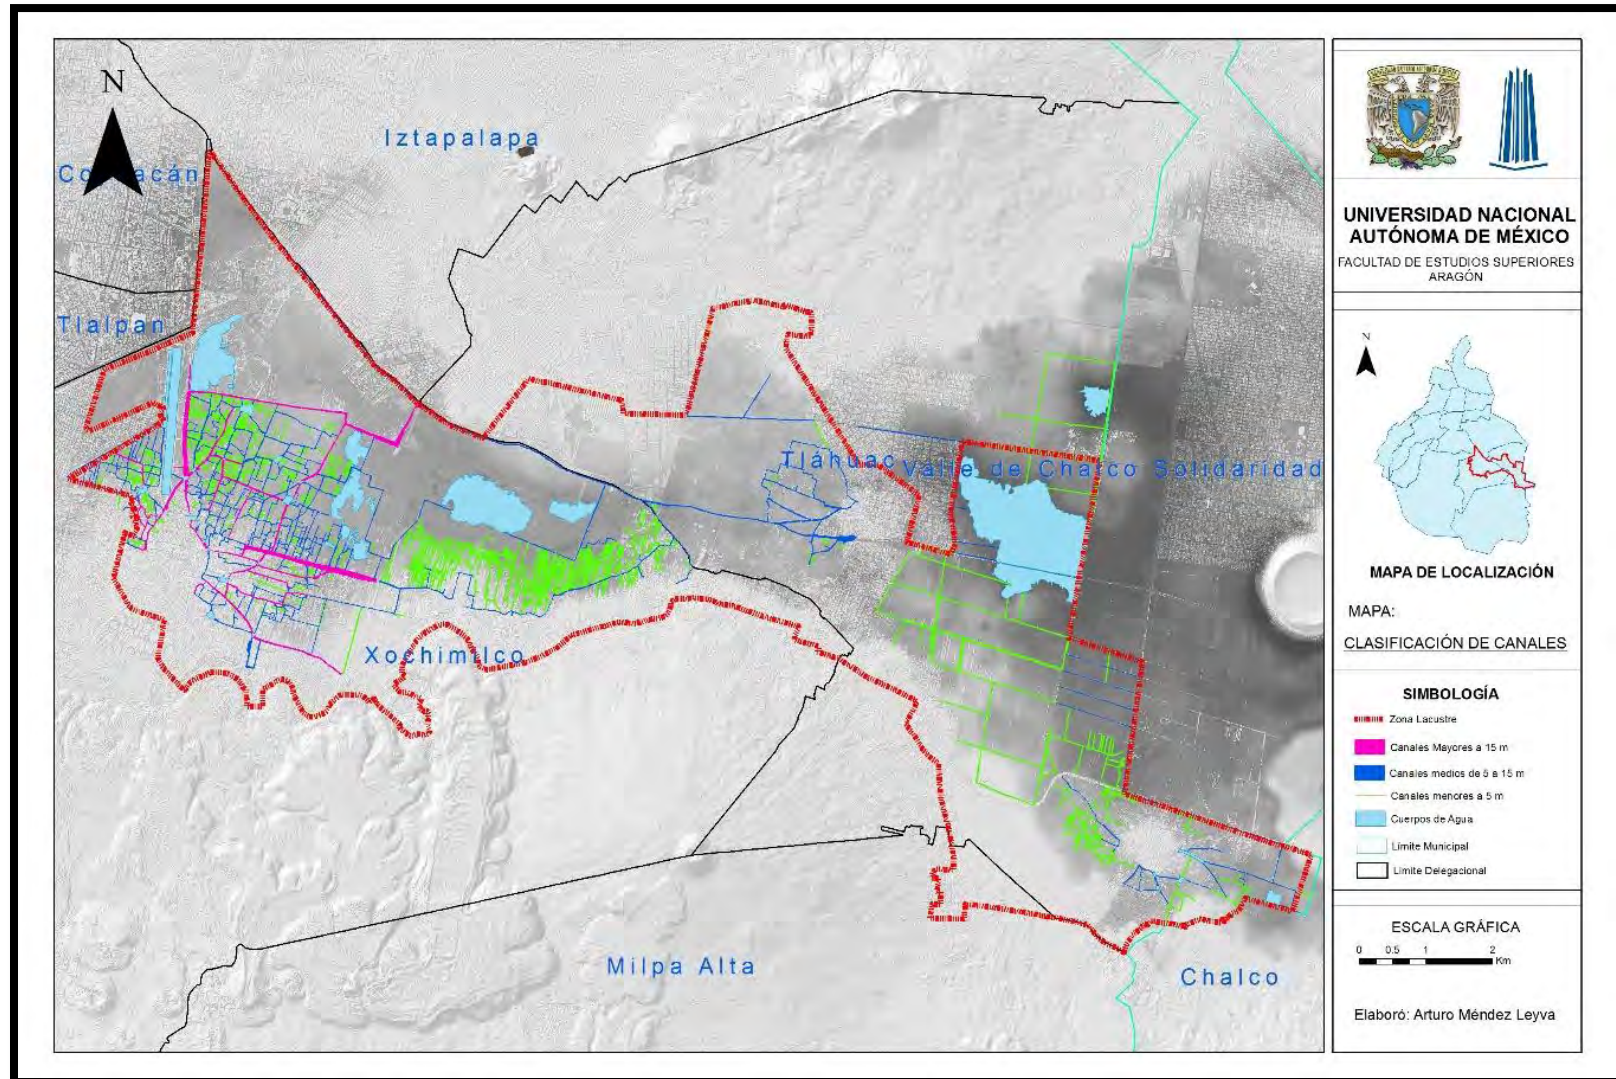 N
Iztapalapa
Tlalpan
Tláhuac
Valle de Chalco Solidaridad
Xochimilco
Milpa Alta
Chalco
UNIVERSIDAD NACIONAL
AUTÓNOMA DE MÉXICO
FACULTAD DE ESTUDIOS SUPERIORES
ARAGÓN
N
MAPA DE LOCALIZACIÓN
MAPA:
CLASIFICACIÓN DE CANALES
SIMBOLOGÍA
Zona Lacustre
Canales Mayores a 15 m
Canales medios de 5 a 15 m
Canales menores a 5 m
Cuerpos de Agua
Límite Municipal
Límite Delegacional
ESCALA GRÁFICA
0 0.5 1 2
Km
Elaboró: Arturo Méndez Leyva